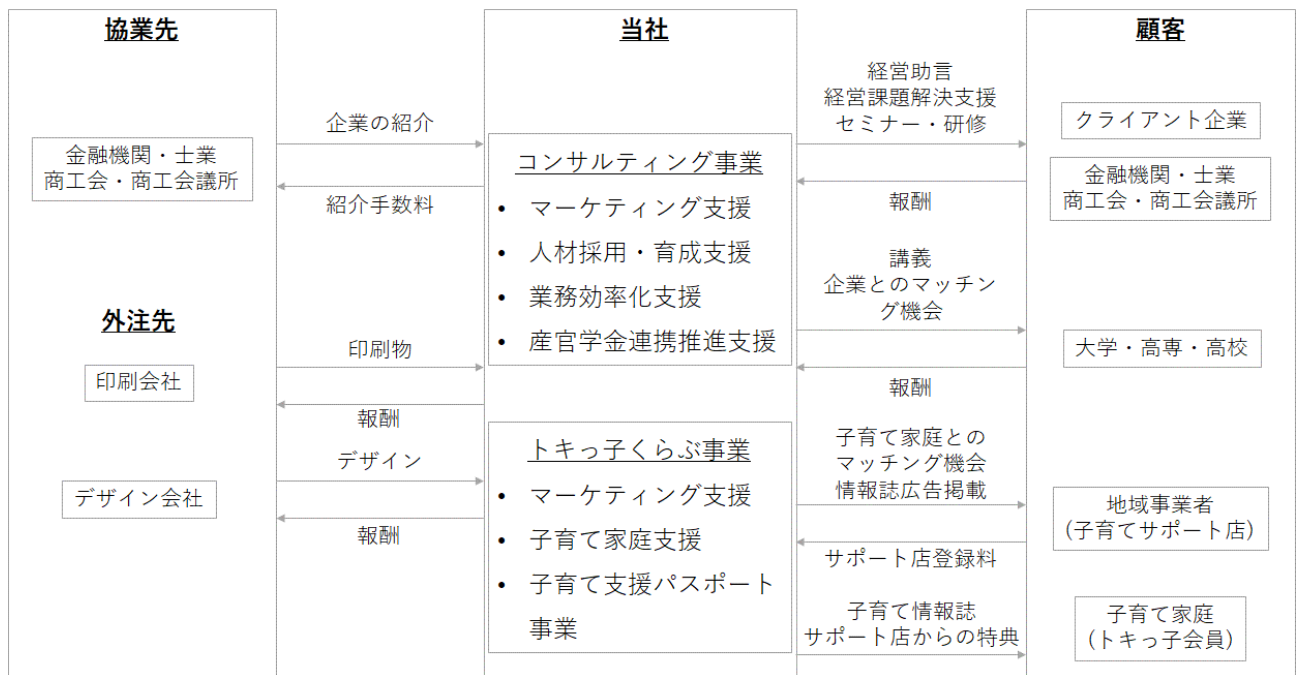 協業先
企業の紹介
金融機関・士業
商工会・商工会議所
紹介手数料
外注先
印刷物
印刷会社
報酬
デザイン
デザイン会社
報酬
当社
コンサルティング事業
• マーケティング支援
• 人材採用・育成支援
• 業務効率化支援
• 産官学金連携推進支援
トキっ子くらぶ事業
• マーケティング支援
• 子育て家庭支援
• 子育て支援パスポート
事業
顧客
経営助言
経営課題解決支援
セミナー・研修
クライアント企業
金融機関・士業
商工会・商工会議所
報酬
講義
企業とのマッチン
グ機会
大学・高専・高校
報酬
子育て家庭との
マッチング機会
情報誌広告掲載
地域事業者
(子育てサポート店)
サポート店登録料
子育て情報誌
サポート店からの特典
子育て家庭
(トキっ子会員)